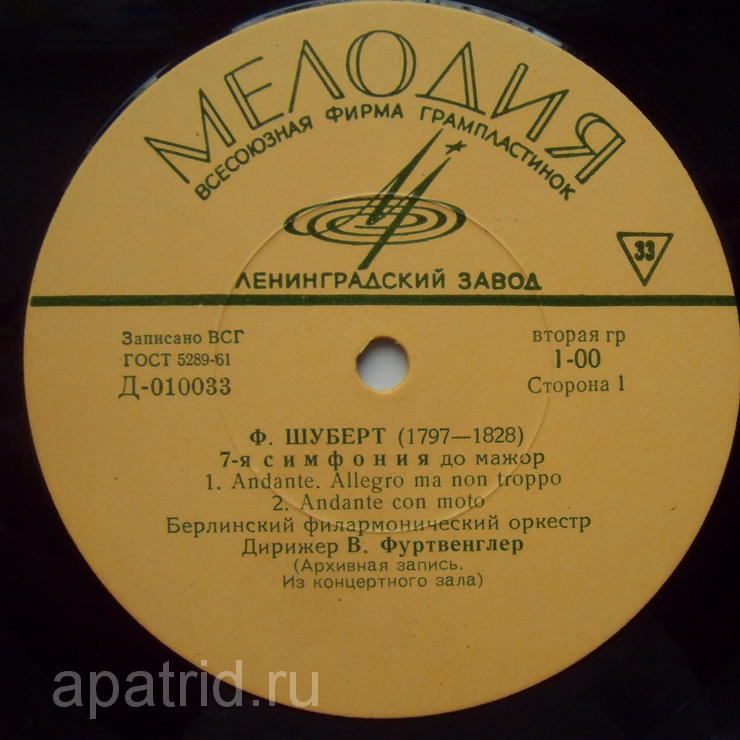 МЕЛОДИЯ
ВСЕСОЮЗНАЯ ФИРМА ГРАМПЛАСТИНОК
33
ЛЕНИНГРАДСКИЙ ЗАВОД
Записано ВСГ
ГОСТ 5289-61
Д-010033
вторая гр
1-00
Сторона 1
Ф. ШУБЕРТ (1797—1828)
7-я симфония до мажор
1. Andante. Allegro ma non troppo
2. Andante con moto
Берлинский филармонический оркестр
Дирижер В. Фуртвенглер
(Архивная запись.
Из концертного зала)
apatrid.ru